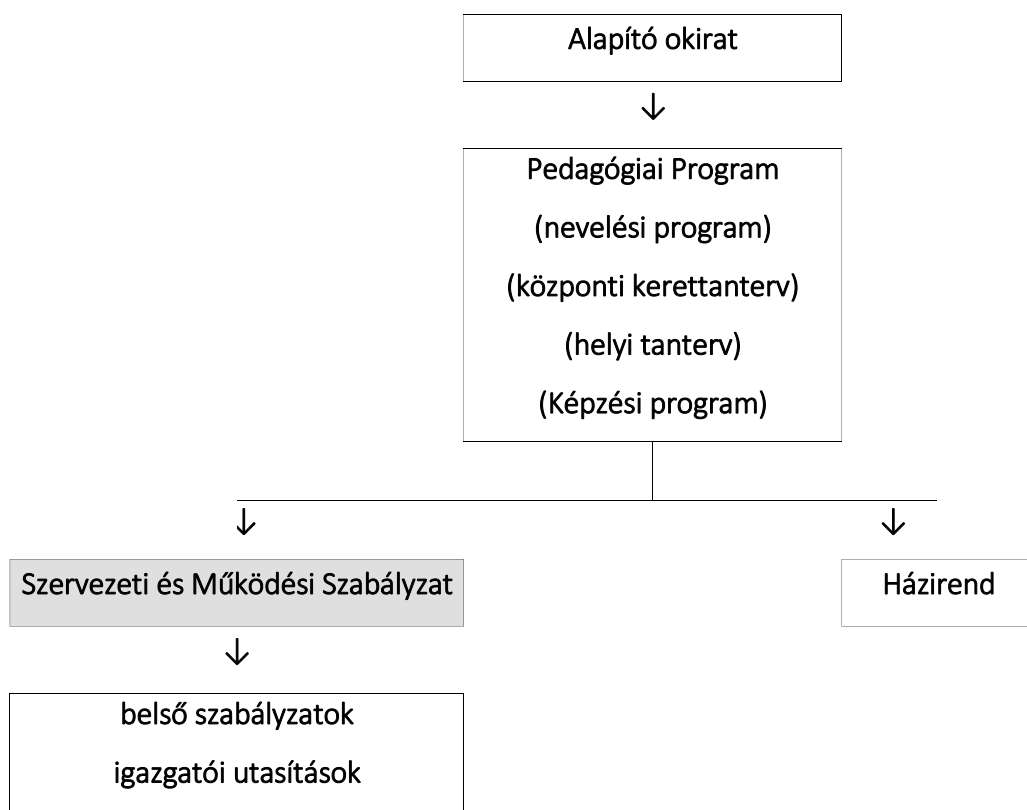 Alapító okirat
Pedagógiai Program
(nevelési program)
(központi kerettanterv)
(helyi tanterv)
(Képzési program)
Szervezeti és Működési Szabályzat
Házirend
belső szabályzatok
igazgatói utasítások